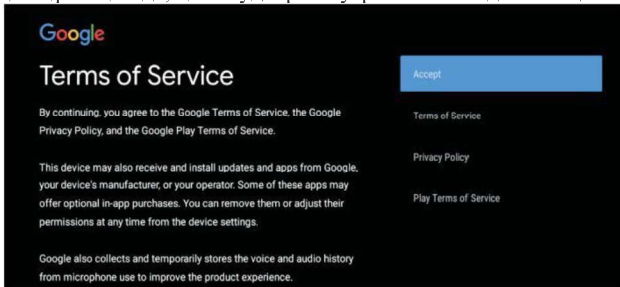 Google
Terms of Service
By continuing, you agree to the Google Terms of Service, the Google
Privacy Policy, and the Google Play Terms of Service.
This device may also receive and install updates and apps from Google,
your device's manufacturer, or your operator. Some of these apps may
offer optional in-app purchases. You can remove them or adjust their
permissions at any time from the device settings.
Google also collects and temporarily stores the voice and audio history
from microphone use to improve the product experience.
Accept
Terms of Service
Privacy Policy
Play Terms of Service